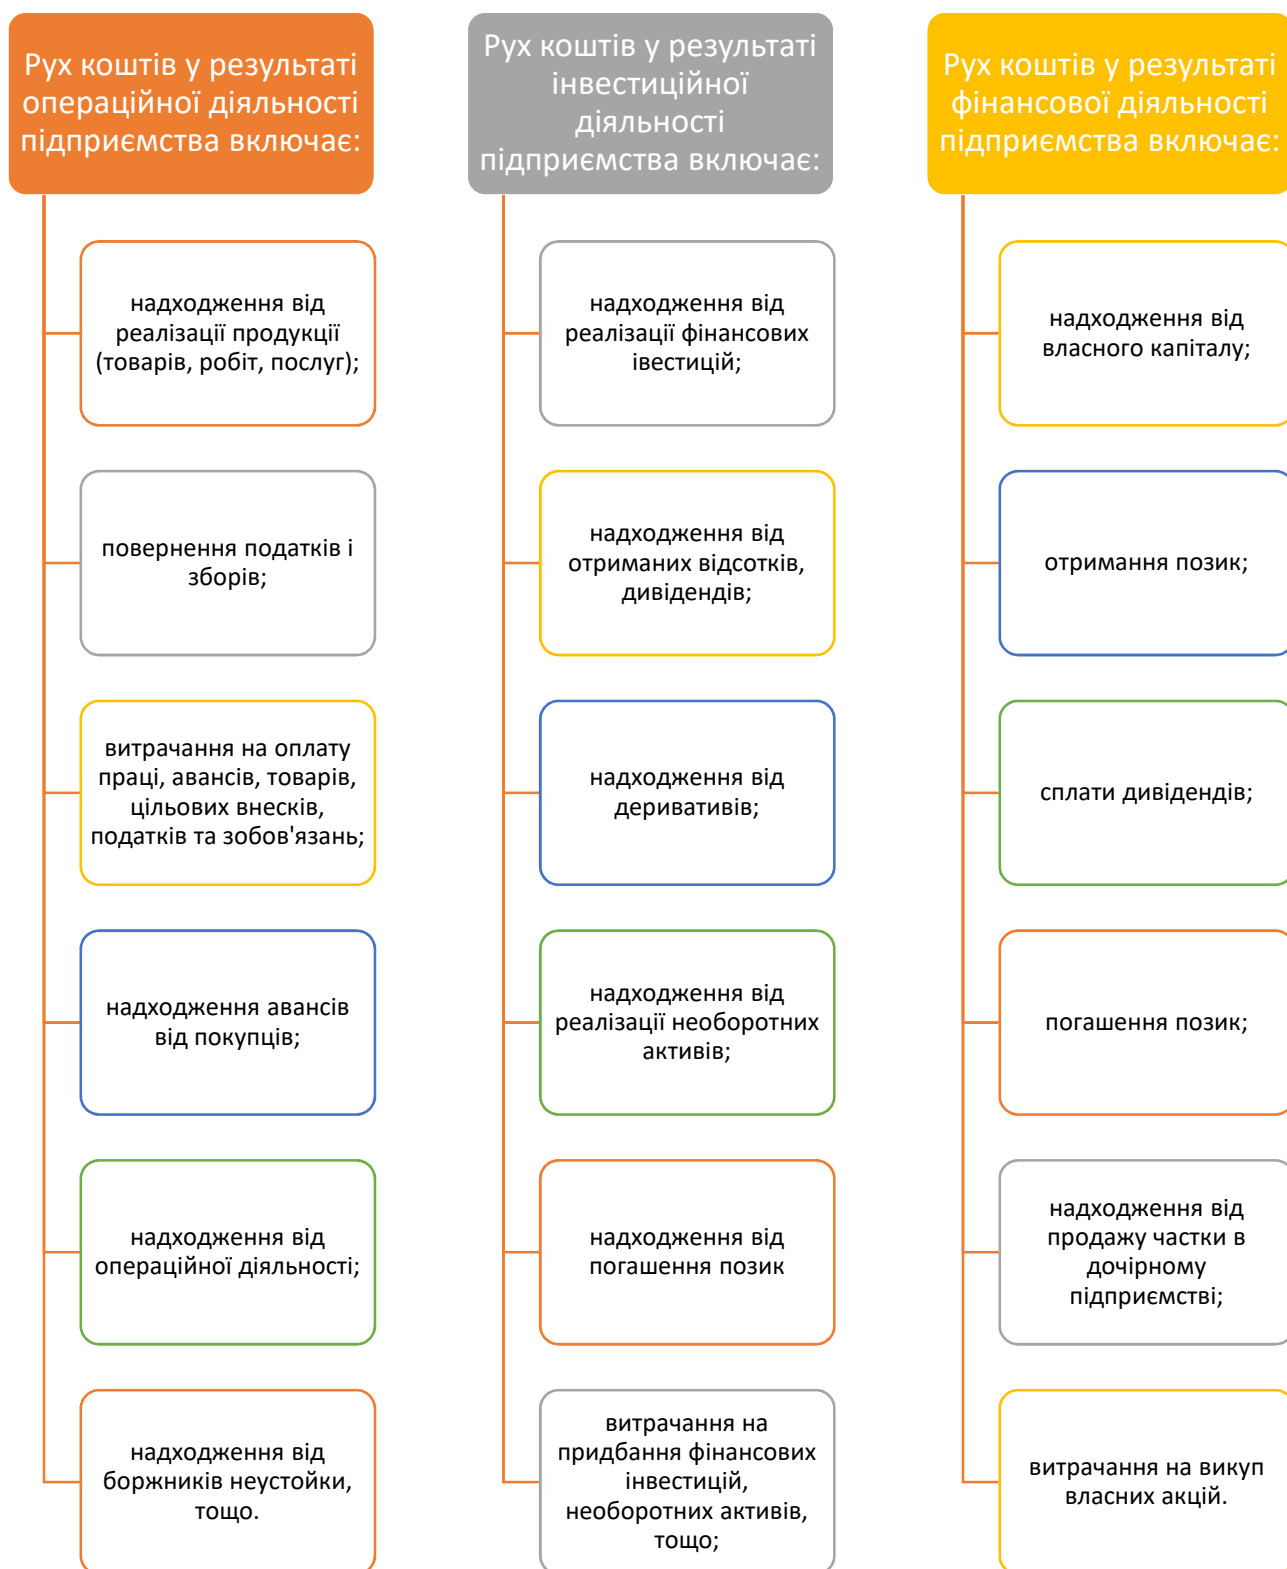 Рух коштів у результаті
операційної діяльності
підприємства включає:
надходження від
реалізації продукції
(товарів, робіт, послуг);
повернення податків і
зборів;
витрачання на оплату
праці, авансів, товарів,
цільових внесків,
податків та зобов'язань;
надходження авансів
від покупців;
надходження від
операційної діяльності;
надходження від
боржників неустойки,
тощо.
Рух коштів у результаті
інвестиційної
діяльності
підприємства включає:
надходження від
реалізації фінансових
івестицій;
надходження від
отриманих відсотків,
дивідендів;
надходження від
деривативів;
надходження від
реалізації необоротних
активів;
надходження від
погашення позик
витрачання на
придбання фінансових
інвестицій,
необоротних активів,
тощо;
Рух коштів у результаті
фінансової діяльності
підприємства включає:
надходження від
власного капіталу;
отримання позик;
сплати дивідендів;
погашення позик;
надходження від
продажу частки в
дочірному
підприємстві;
витрачання на викуп
власних акцій.